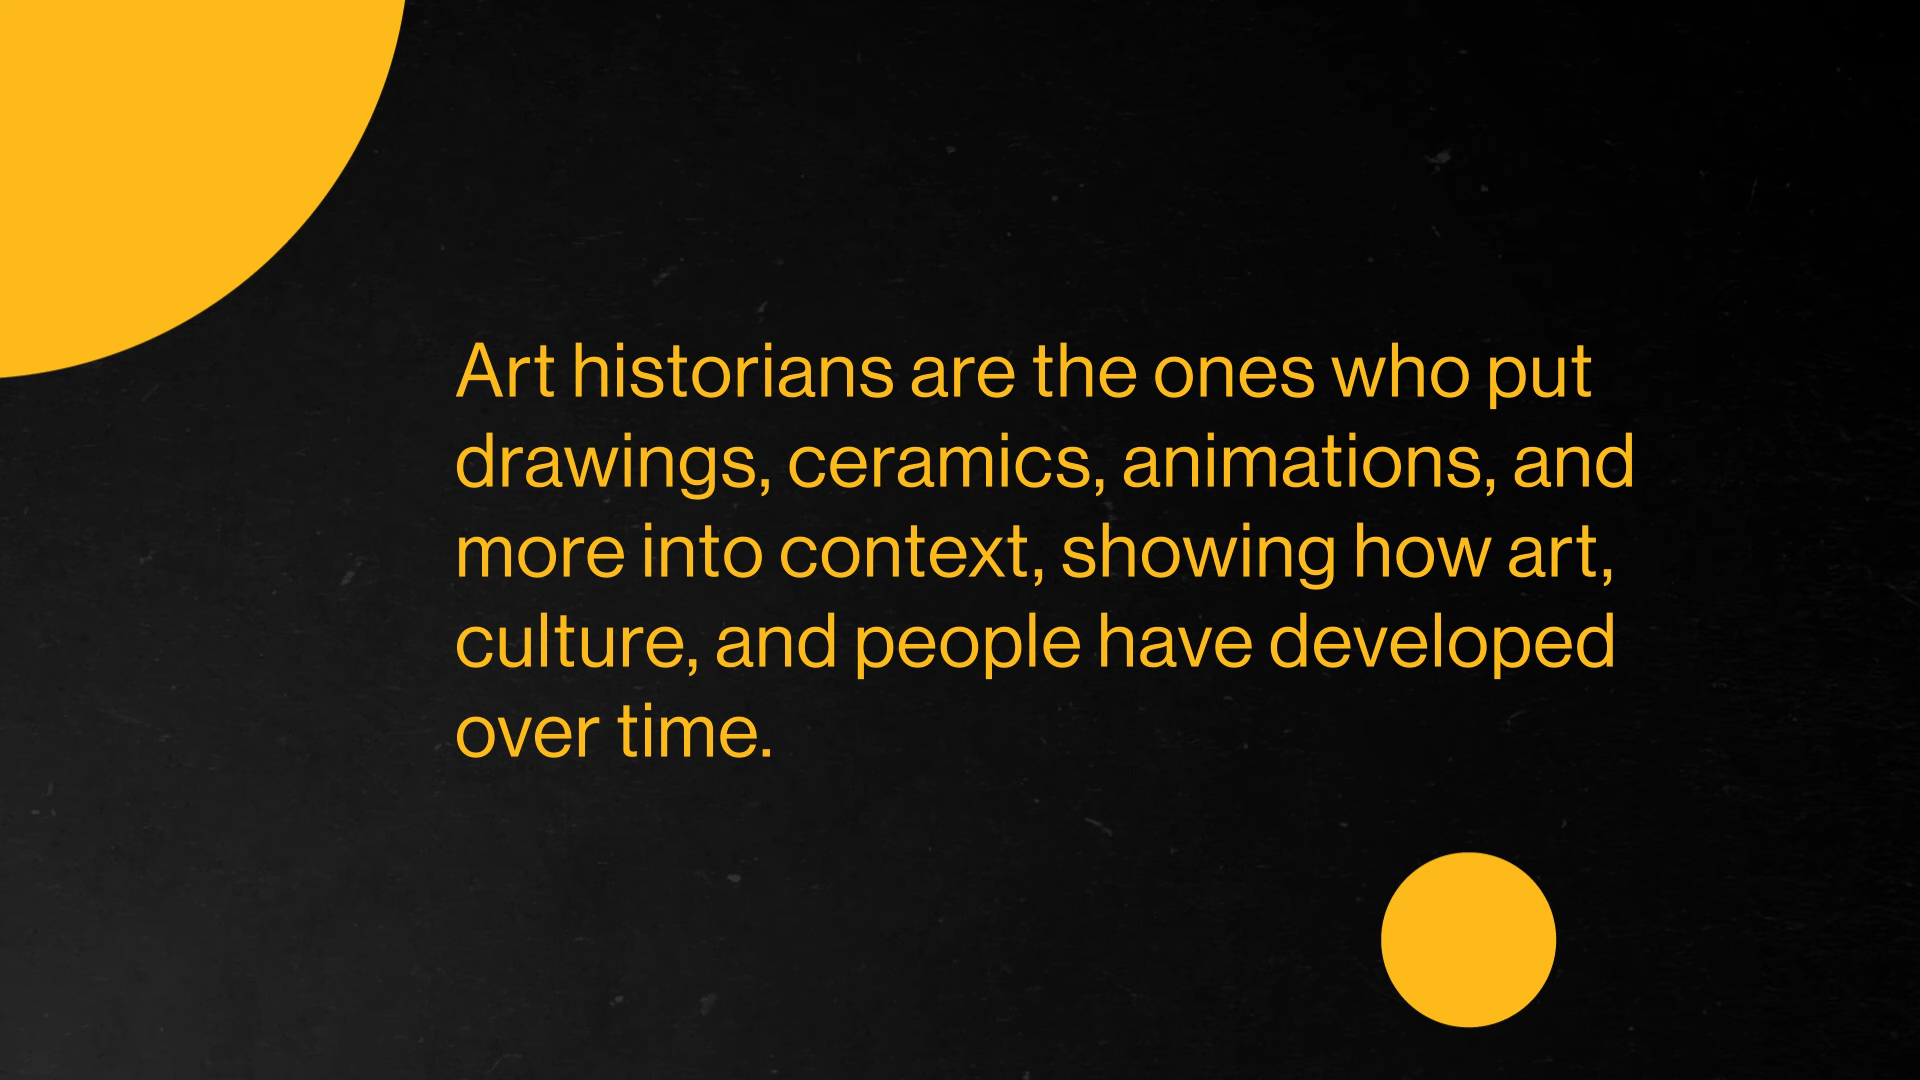 Art historians are the ones who put
drawings, ceramics, animations, and
more into context, showing how art,
culture, and people have developed
over time.